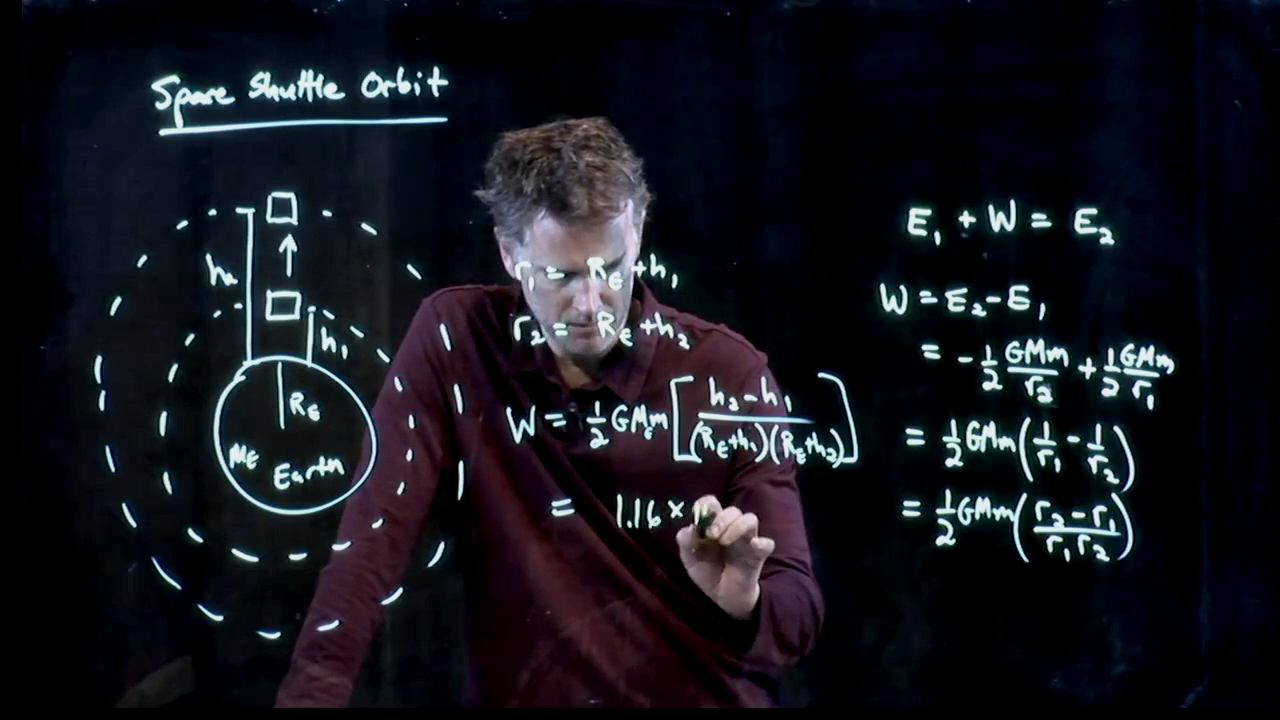 Space Shuttle Orbit
h₂
h₁
R_E
M_E
Earth
r₁ = R_E + h₁
r₂ = R_E + h₂
W = ½ GM_E m [ (h₂ - h₁) / ((R_E + h₁)(R_E + h₂)) ]
= 1.16 ×
E₁ + W = E₂
W = E₂ - E₁
= - ½ GMm/r₂ + ½ GMm/r₁
= ½ GMm (1/r₁ - 1/r₂)
= ½ GMm ((r₂ - r₁) / (r₁r₂))